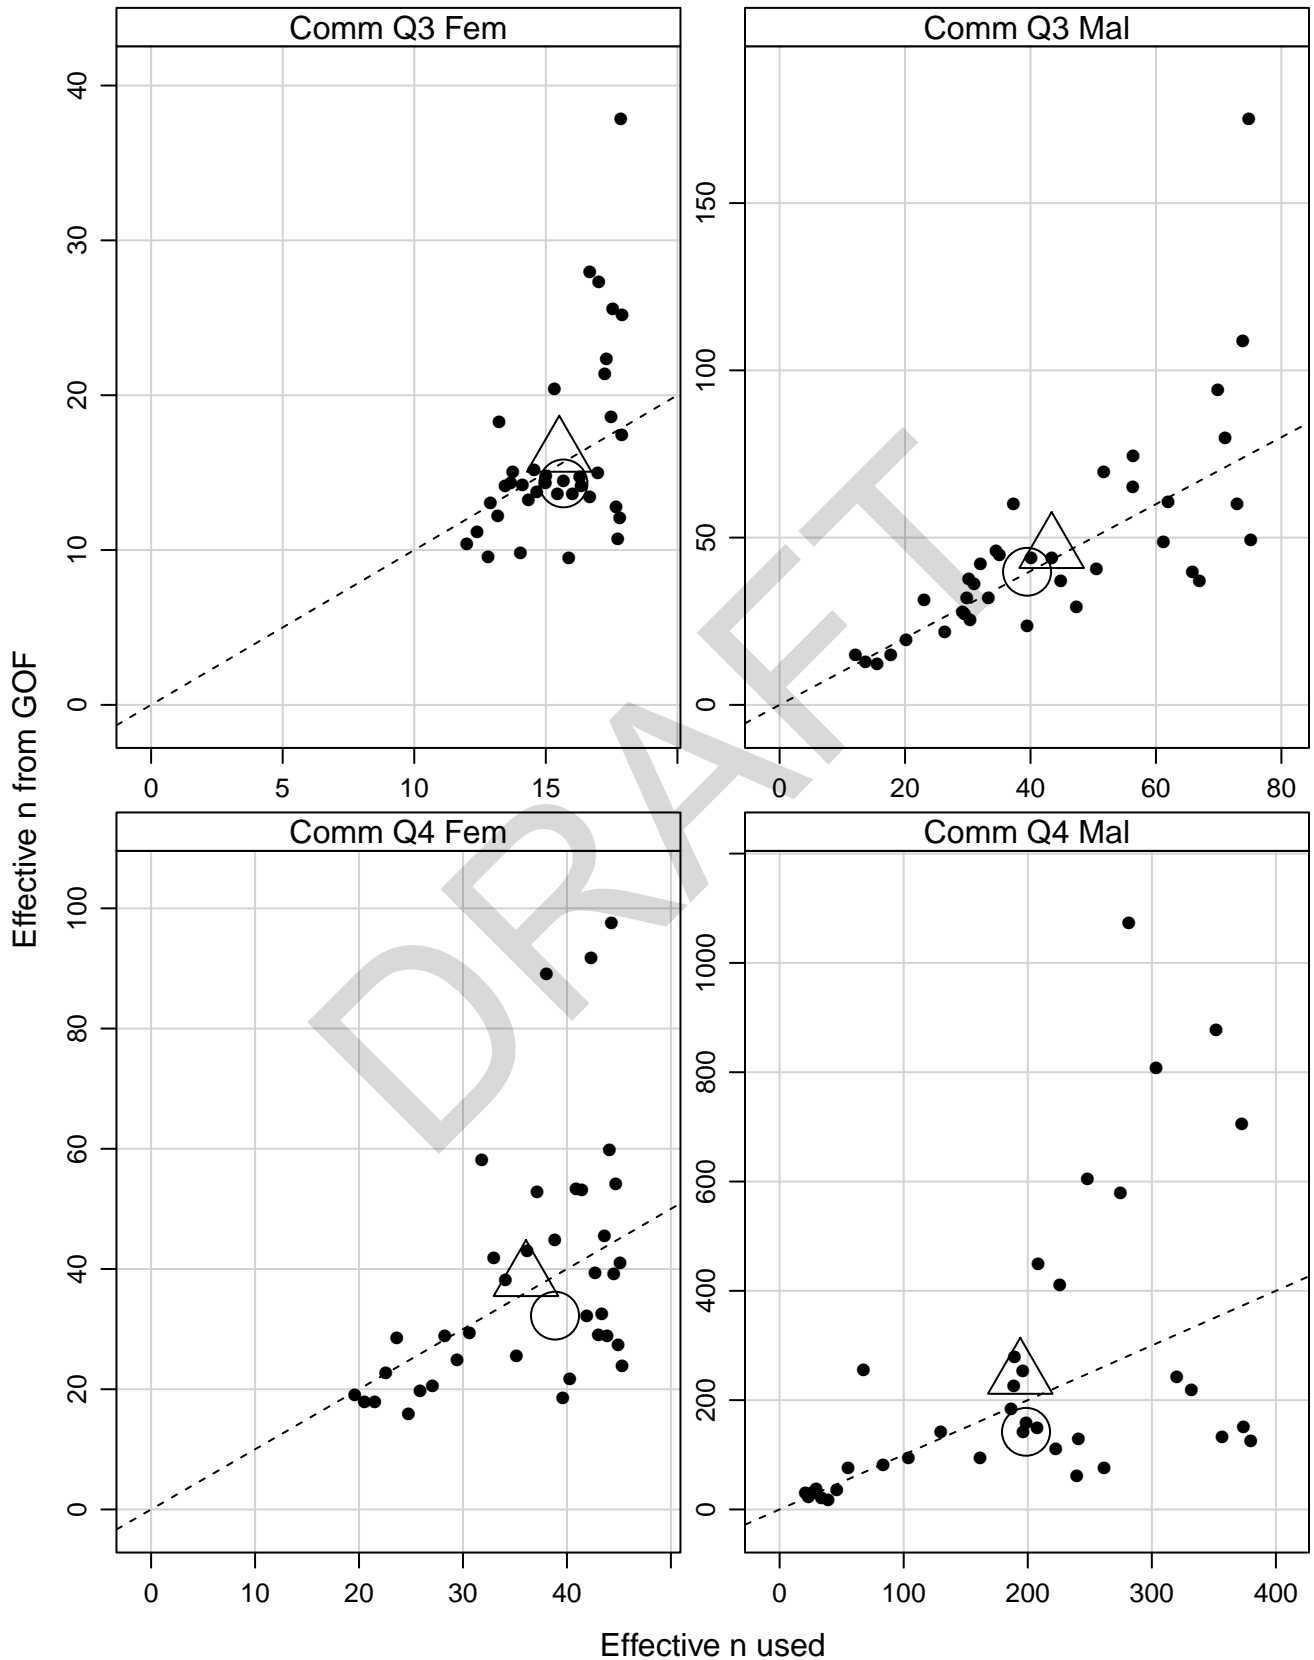 Comm Q3 Fem
Comm Q3 Mal
40
30
20
10
0
150
100
50
0
0 5 10 15
0 20 40 60 80
Comm Q4 Fem
Comm Q4 Mal
100
80
60
40
20
0
1000
800
600
400
200
0
0 10 20 30 40
0 100 200 300 400
Effective n from GOF
Effective n used
DRAFT